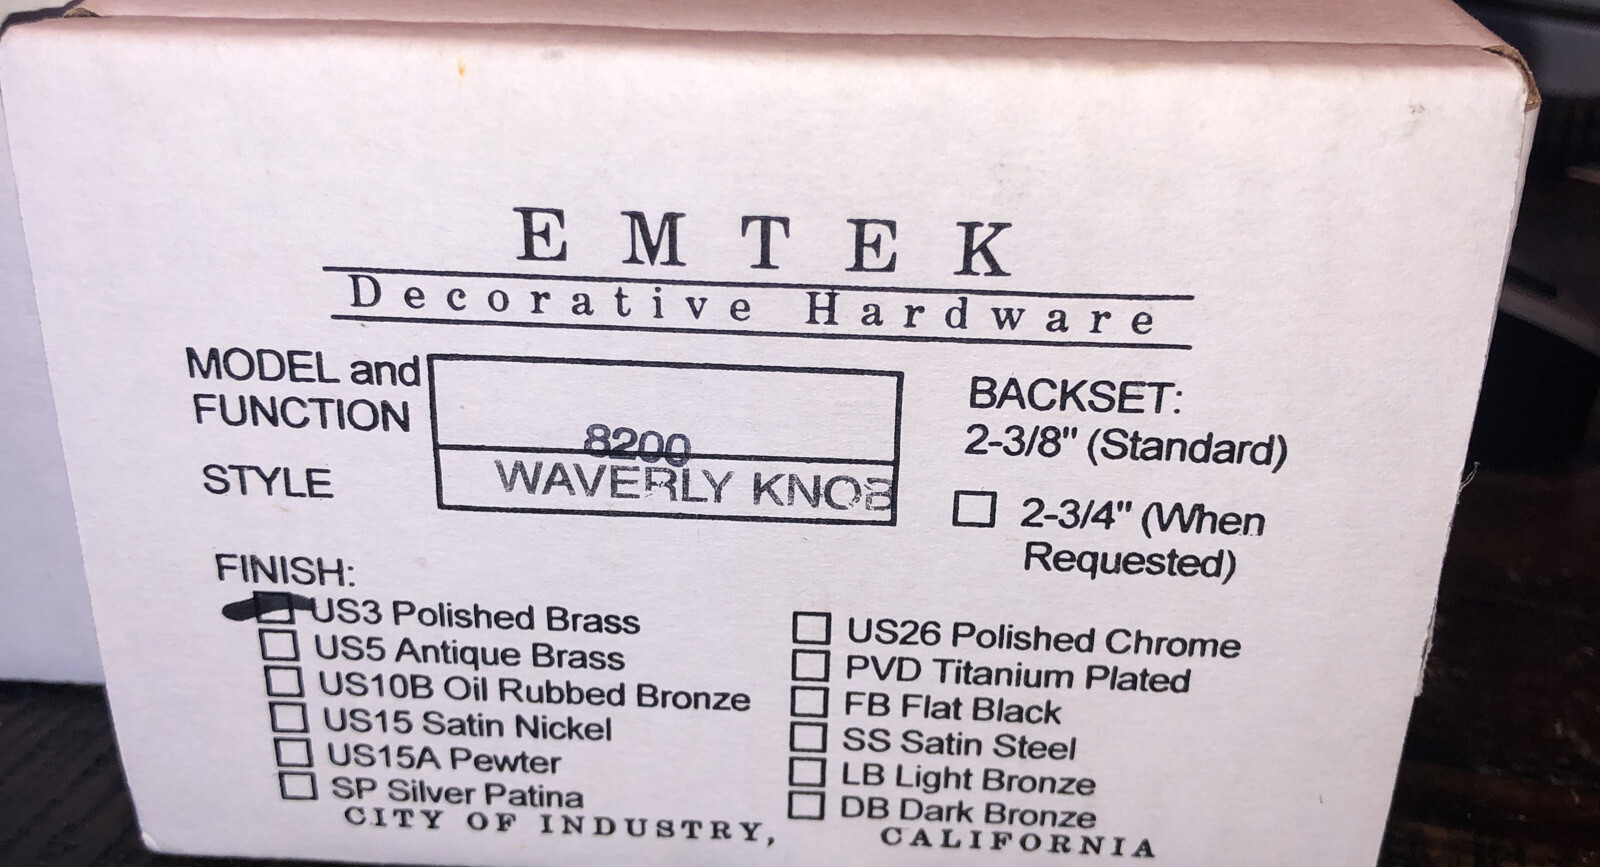 EMTEK
Decorative Hardware
MODEL and
FUNCTION
8200
STYLE
WAVERLY KNOB
BACKSET:
2-3/8" (Standard)
2-3/4" (When
Requested)
FINISH:
US3 Polished Brass
US5 Antique Brass
US10B Oil Rubbed Bronze
US15 Satin Nickel
US15A Pewter
SP Silver Patina
US26 Polished Chrome
PVD Titanium Plated
FB Flat Black
SS Satin Steel
LB Light Bronze
DB Dark Bronze
CITY OF INDUSTRY, CALIFORNIA